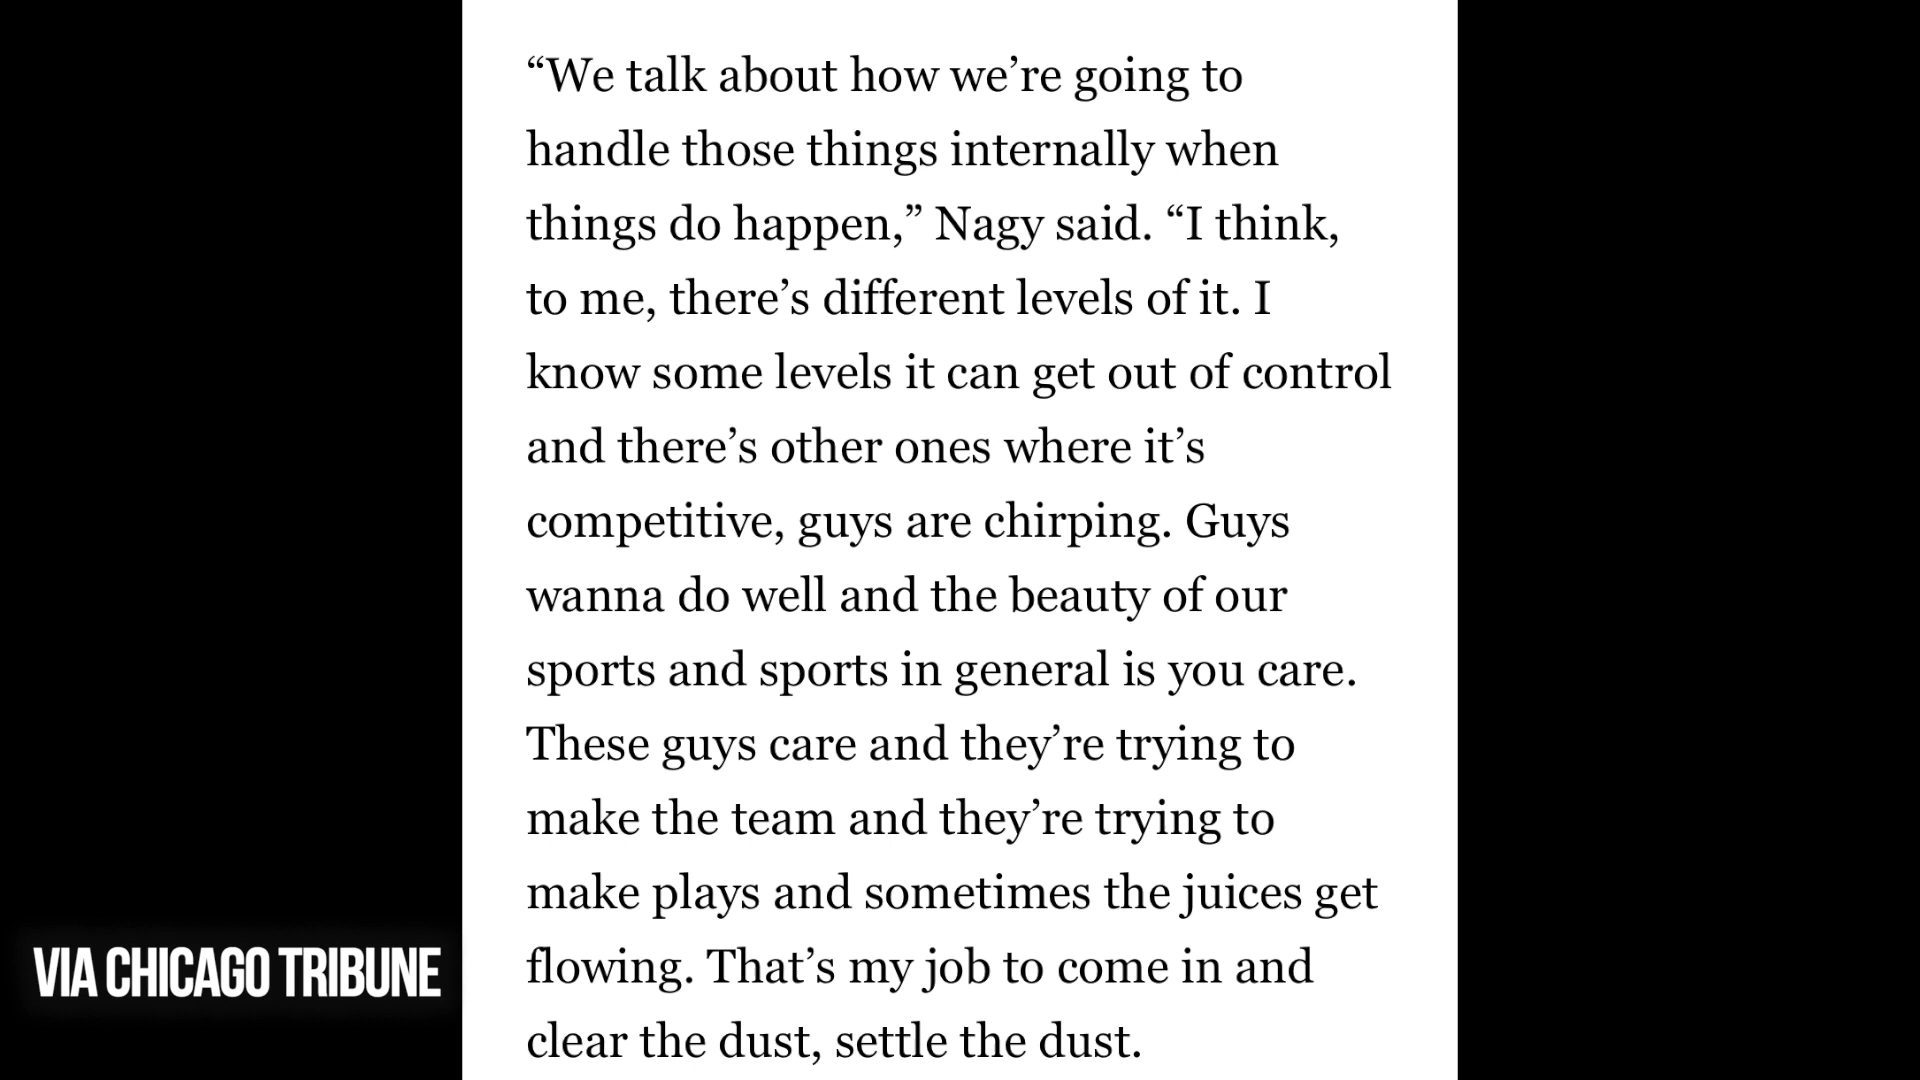 “We talk about how we’re going to
handle those things internally when
things do happen,” Nagy said. “I think,
to me, there’s different levels of it. I
know some levels it can get out of control
and there’s other ones where it’s
competitive, guys are chirping. Guys
wanna do well and the beauty of our
sports and sports in general is you care.
These guys care and they’re trying to
make the team and they’re trying to
make plays and sometimes the juices get
flowing. That’s my job to come in and
clear the dust, settle the dust.
VIA CHICAGO TRIBUNE